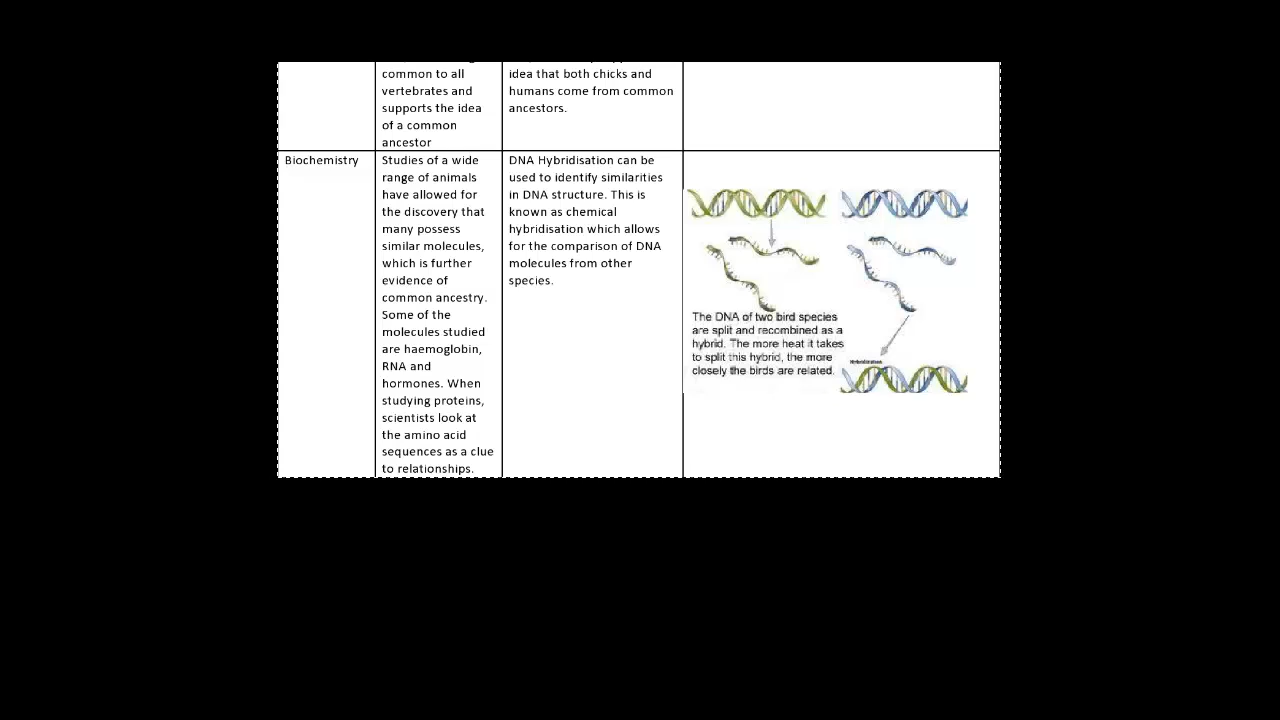 common to all
vertebrates and
supports the idea
of a common
ancestor
idea that both chicks and
humans come from common
ancestors.
Biochemistry
Studies of a wide
range of animals
have allowed for
the discovery that
many possess
similar molecules,
which is further
evidence of
common ancestry.
Some of the
molecules studied
are haemoglobin,
RNA and
hormones. When
studying proteins,
scientists look at
the amino acid
sequences as a clue
to relationships.
DNA Hybridisation can be
used to identify similarities
in DNA structure. This is
known as chemical
hybridisation which allows
for the comparison of DNA
molecules from other
species.
The DNA of two bird species
are split and recombined as a
hybrid. The more heat it takes
to split this hybrid, the more
closely the birds are related.